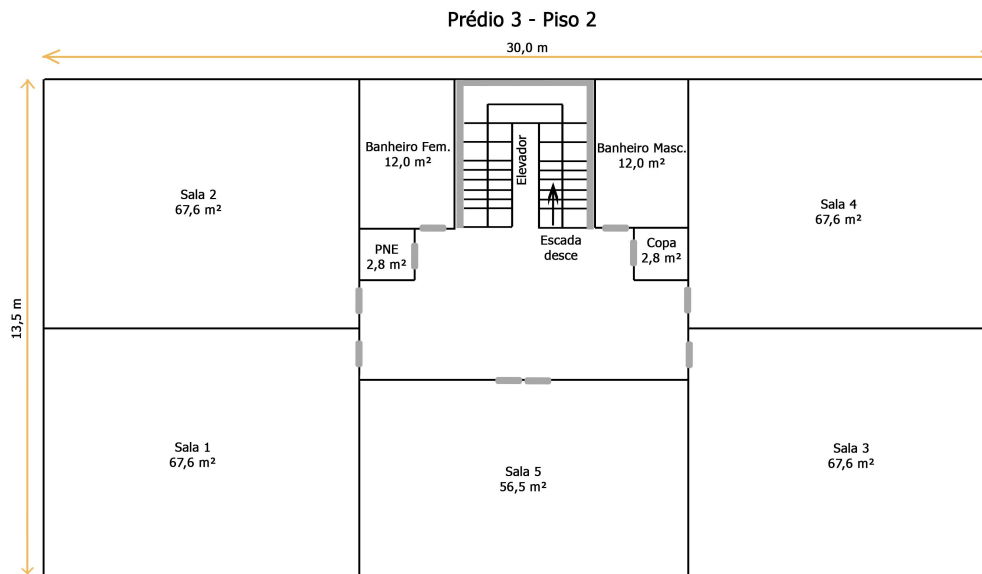 Prédio 3 - Piso 2
30,0 m
13,5 m
Sala 2
67,6 m²
Banheiro Fem.
12,0 m²
Elevador
Banheiro Masc.
12,0 m²
Sala 4
67,6 m²
PNE
2,8 m²
Escada
desce
Copa
2,8 m²
Sala 1
67,6 m²
Sala 5
56,5 m²
Sala 3
67,6 m²